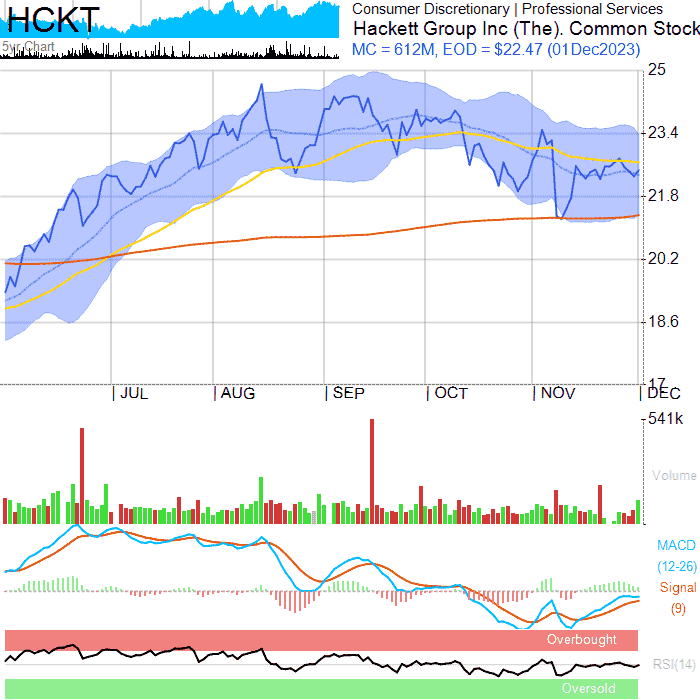 HCKT
5yr Chart
Consumer Discretionary | Professional Services
Hackett Group Inc (The). Common Stock
MC = 612M, EOD = $22.47 (01Dec2023)
25
23.4
21.8
20.2
18.6
17
JUL AUG SEP OCT NOV DEC
541k
Volume
MACD
(12-26)
Signal
(9)
Overbought
RSI(14)
Oversold